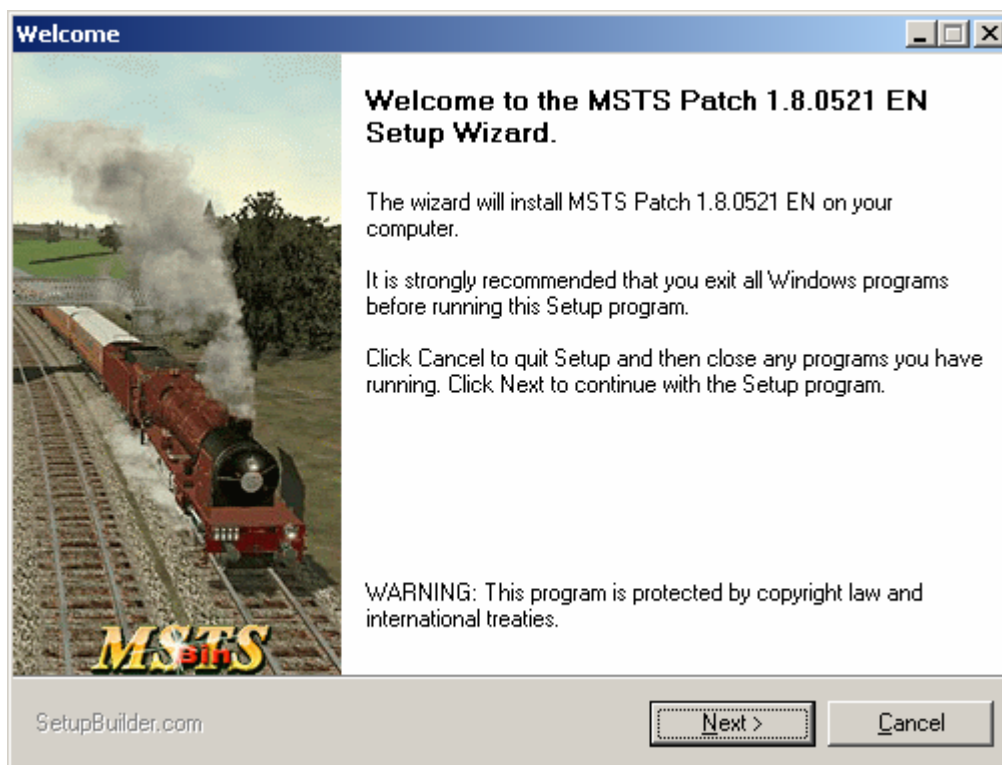 Welcome
Welcome to the MSTS Patch 1.8.0521 EN
Setup Wizard.
The wizard will install MSTS Patch 1.8.0521 EN on your
computer.
It is strongly recommended that you exit all Windows programs
before running this Setup program.
Click Cancel to quit Setup and then close any programs you have
running. Click Next to continue with the Setup program.
WARNING: This program is protected by copyright law and
international treaties.
MSTS
Bin
SetupBuilder.com
Next >
Cancel